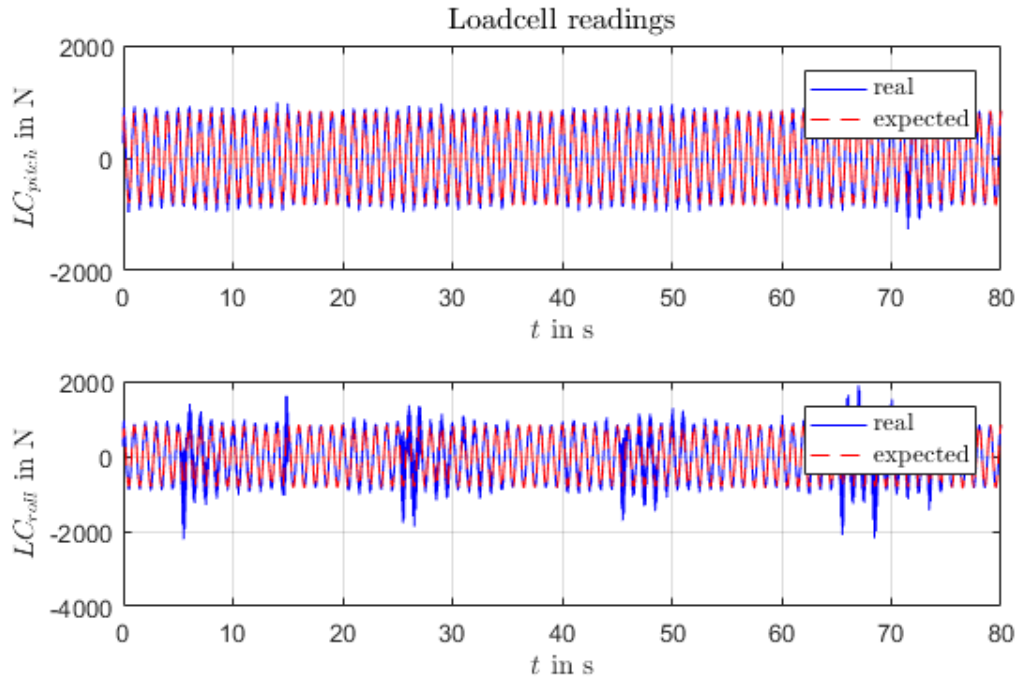 Loadcell readings
2000
0
-2000
LC_pitch in N
real
expected
0 10 20 30 40 50 60 70 80
t in s
2000
0
-2000
-4000
LC_roll in N
real
expected
0 10 20 30 40 50 60 70 80
t in s